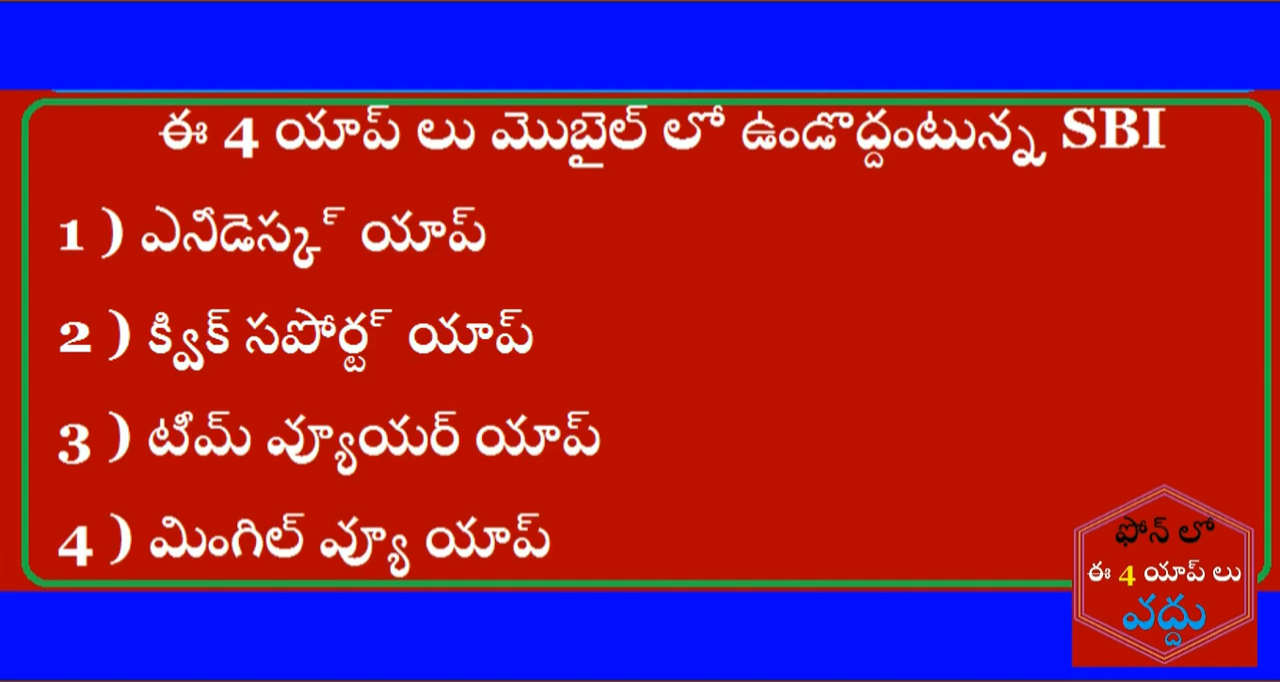 ఈ 4 యాప్ లు మొబైల్ లో ఉండొద్దంటున్న SBI
1 ) ఎనీడెస్క్ యాప్
2 ) క్విక్ సపోర్ట్ యాప్
3 ) టీమ్ వ్యూయర్ యాప్
4 ) మింగిల్ వ్యూ యాప్
ఫోన్ లో
ఈ 4 యాప్ లు
వద్దు